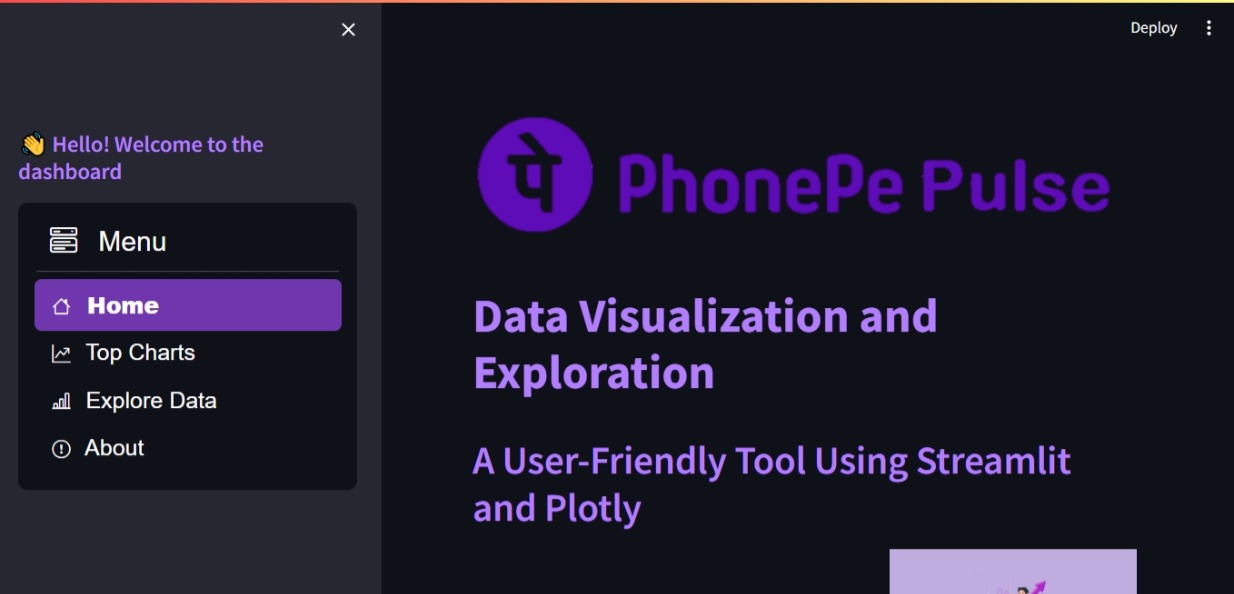 Deploy
👋 Hello! Welcome to the
dashboard
Menu
Home
Top Charts
Explore Data
About
पे PhonePe Pulse
Data Visualization and
Exploration
A User-Friendly Tool Using Streamlit
and Plotly